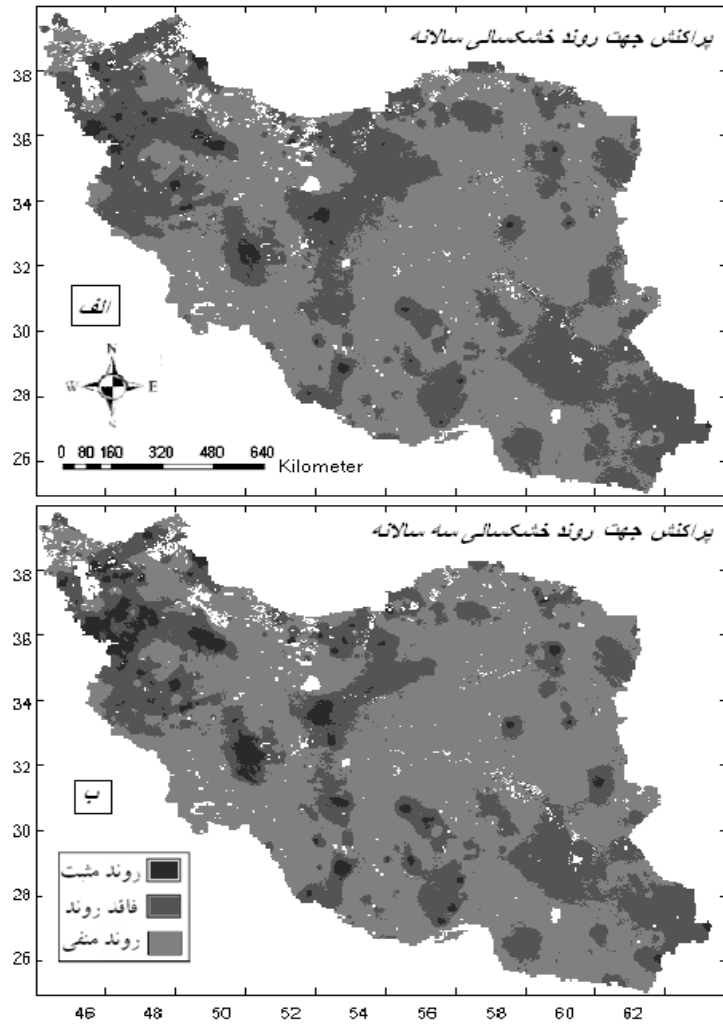 پراکنش جهت روند خشکسالی سالانه
38
36
34
32
30
28
26
الف
N
W E
S
0 80 160 320 480 640
Kilometer
پراکنش جهت روند خشکسالی سه سالانه
38
36
34
32
30
28
26
ب
روند مثبت
فاقد روند
روند منفی
46 48 50 52 54 56 58 60 62